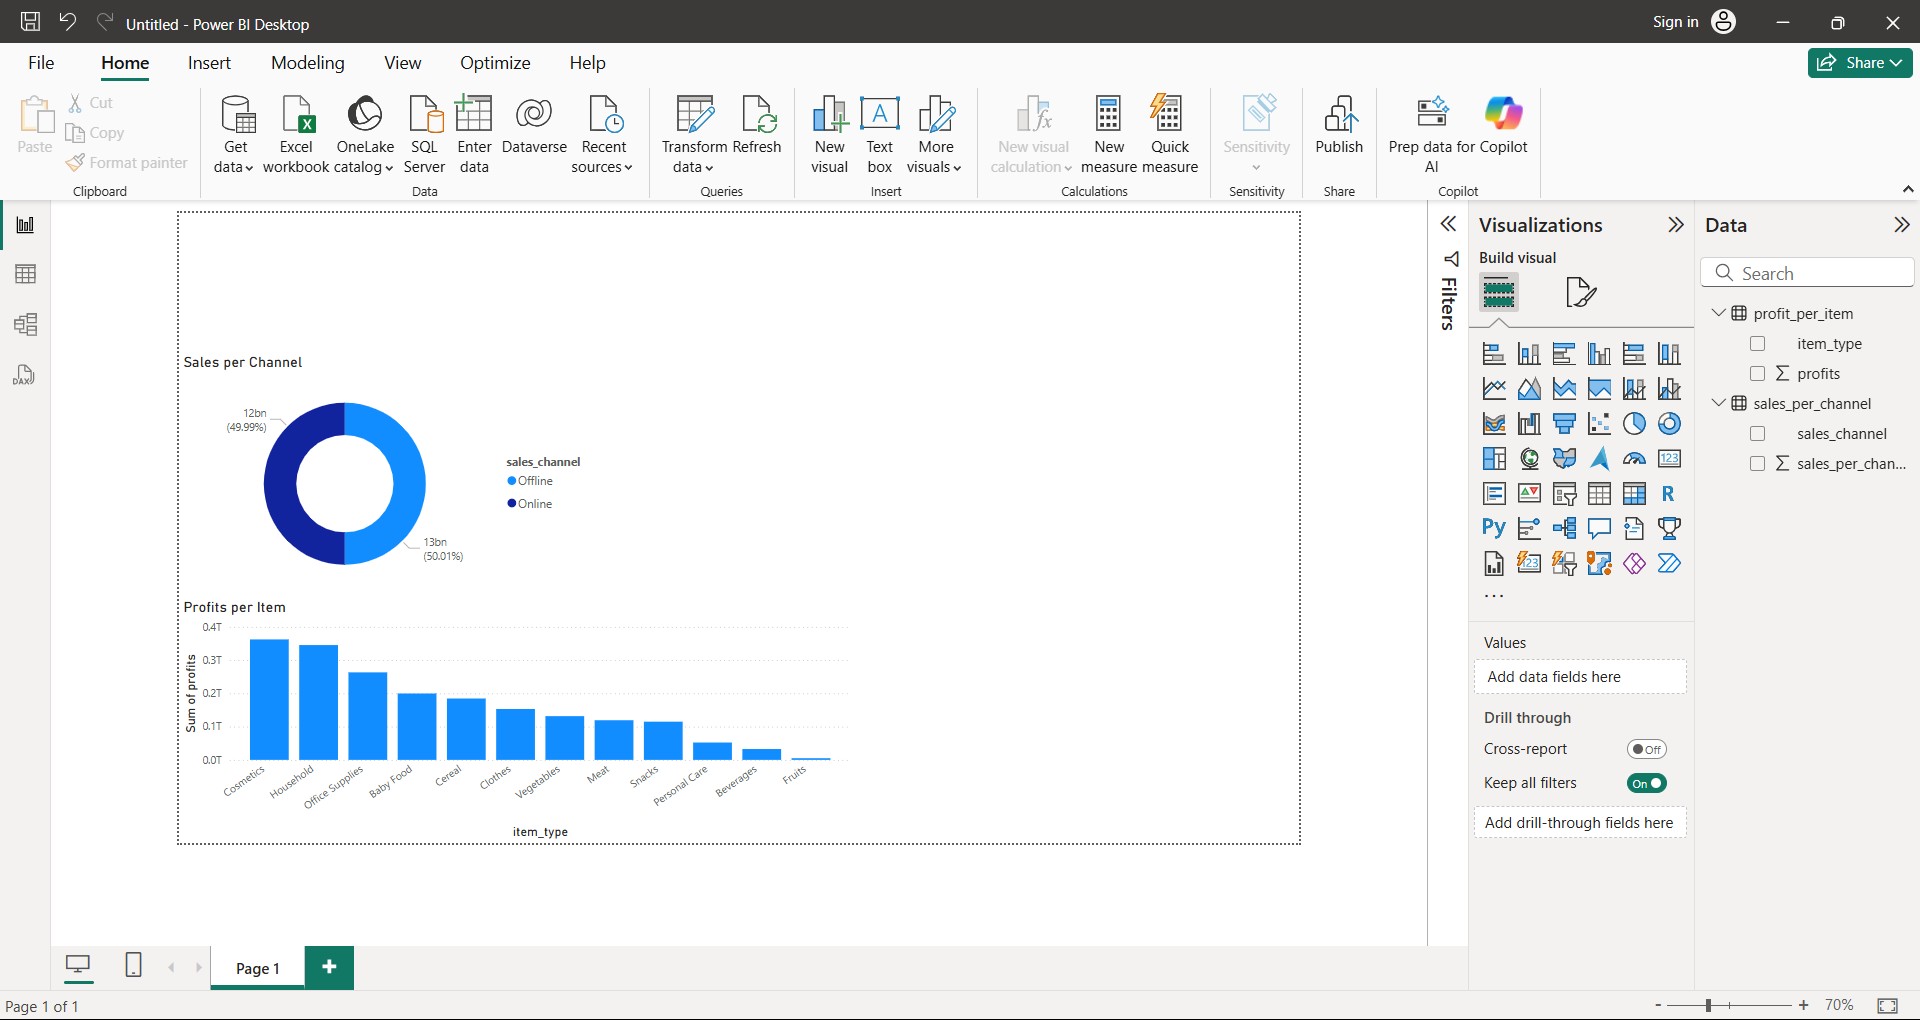 Untitled - Power BI Desktop
Sign in
File Home Insert Modeling View Optimize Help
Share
Paste
Cut
Copy
Format painter
Clipboard
Get data
Excel workbook
OneLake catalog
SQL Server
Enter data
Dataverse
Recent sources
Data
Transform data
Refresh
Queries
New visual
Text box
More visuals
Insert
New visual calculation
New measure
Quick measure
Calculations
Sensitivity
Sensitivity
Publish
Share
Prep data for AI
Copilot
Copilot
Sales per Channel
12bn
(49.99%)
13bn
(50.01%)
sales_channel
Offline
Online
Profits per Item
0.4T
0.3T
0.2T
0.1T
0.0T
Sum of profits
Cosmetics
Household
Office Supplies
Baby Food
Cereal
Clothes
Vegetables
Meat
Snacks
Personal Care
Beverages
Fruits
item_type
Filters
Visualizations
Build visual
123
R
Py
123
...
Values
Add data fields here
Drill through
Cross-report
Off
Keep all filters
On
Add drill-through fields here
Data
Search
profit_per_item
item_type
Σ profits
sales_per_channel
sales_channel
Σ sales_per_chan...
DAX
Page 1
+
Page 1 of 1
- + 70%